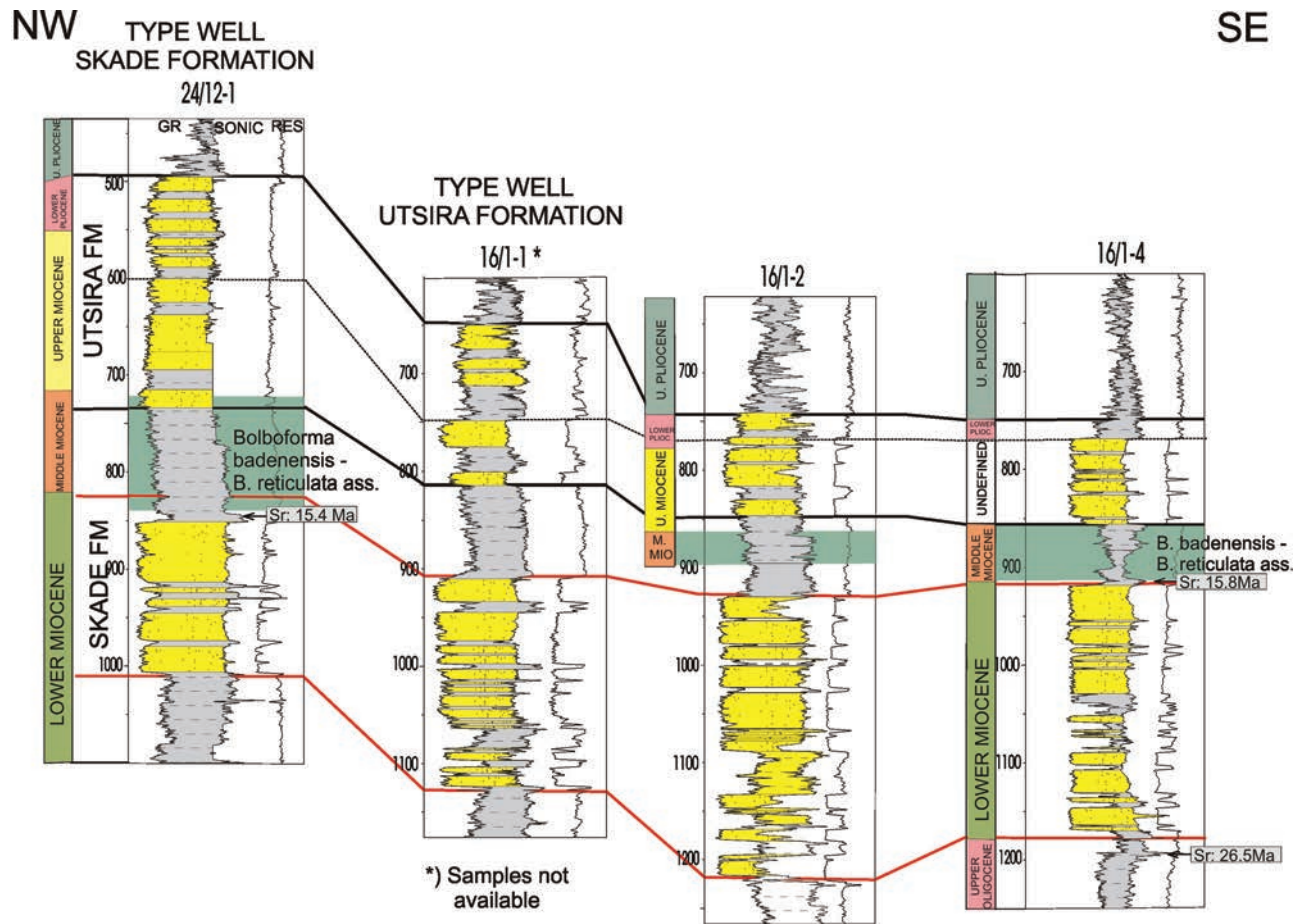 NW
SE
TYPE WELL
SKADE FORMATION
24/12-1
GR
SONIC
RES
U. PLIOCENE
LOWER
PLIOCENE
UPPER MIOCENE
MIDDLE MIOCENE
LOWER MIOCENE
UTSIRA FM
SKADE FM
500
600
700
800
900
1000
Bolboforma
badenensis -
B. reticulata ass.
Sr: 15.4 Ma
TYPE WELL
UTSIRA FORMATION
16/1-1 *
700
800
900
1000
1100
*) Samples not
available
16/1-2
U. PLIOCENE
LOWER
PLIOC.
U. MIOCENE
M.
MIO
700
800
900
1000
1100
1200
16/1-4
U. PLIOCENE
LOWER PLIOC.
UNDEFINED
MIDDLE
MIOCENE
LOWER MIOCENE
UPPER
OLIGOCENE
700
800
900
1000
1100
1200
B. badenensis -
B. reticulata ass.
Sr: 15.8Ma
Sr: 26.5Ma